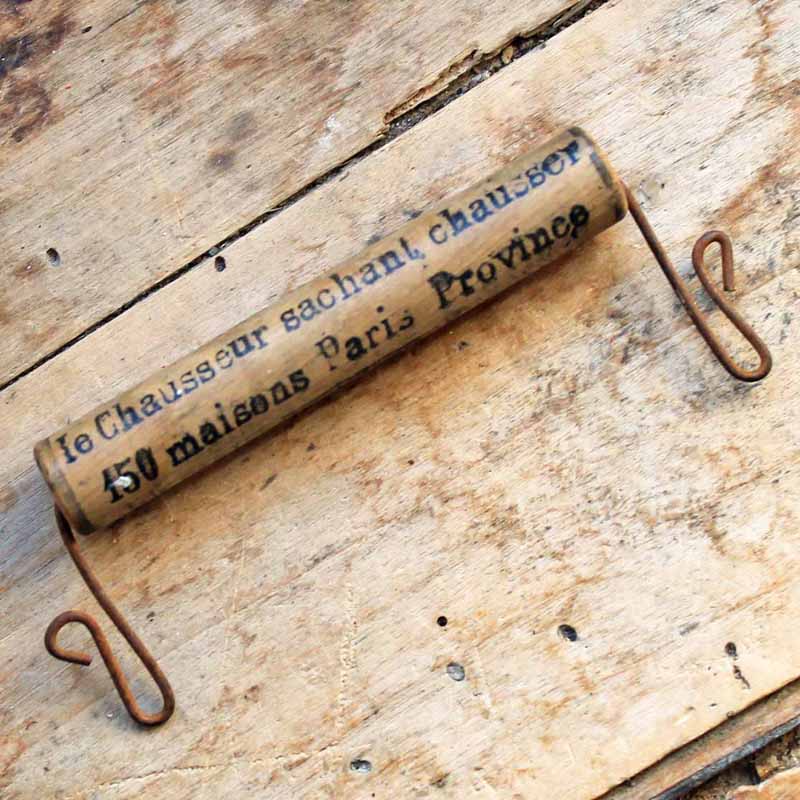 le Chausseur sachant chausser
150 maisons Paris Province